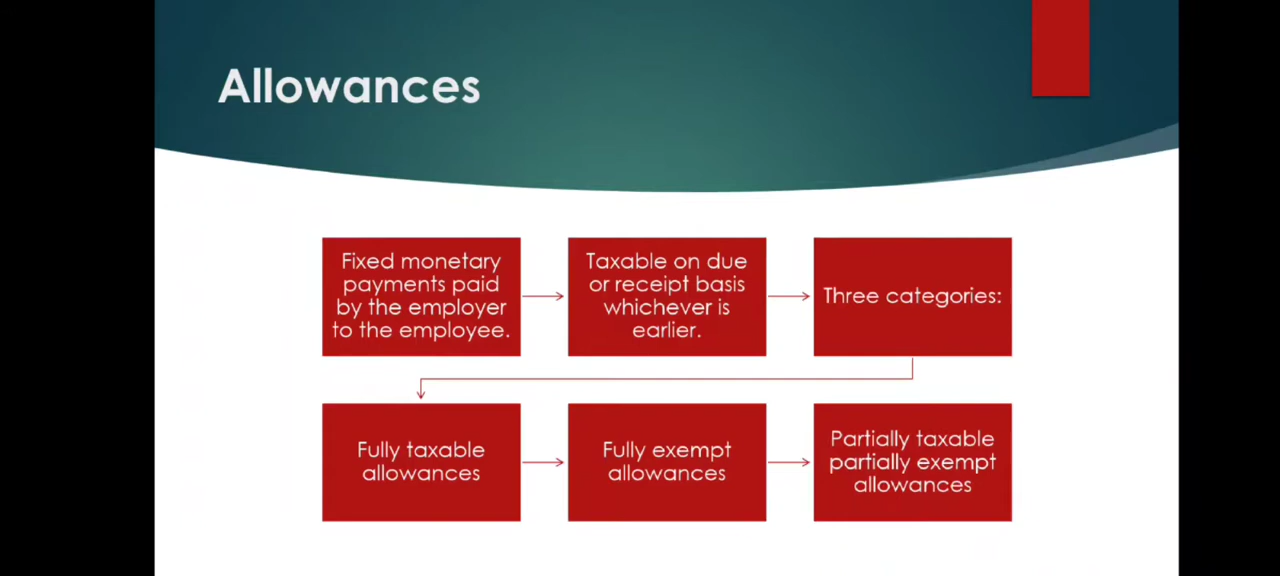 Allowances
Fixed monetary
payments paid
by the employer
to the employee.
Taxable on due
or receipt basis
whichever is
earlier.
Three categories:
Fully taxable
allowances
Fully exempt
allowances
Partially taxable
partially exempt
allowances